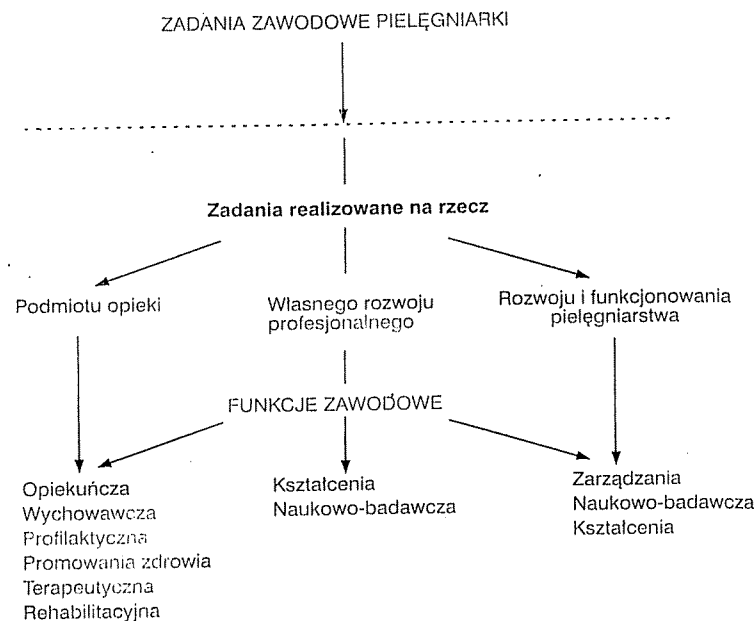 ZADANIA ZAWODOWE PIELĘGNIARKI
Zadania realizowane na rzecz
Podmiotu opieki
Własnego rozwoju
profesjonalnego
Rozwoju i funkcjonowania
pielęgniarstwa
FUNKCJE ZAWODOWE
Opiekuńcza
Wychowawcza
Profilaktyczna
Promowania zdrowia
Terapeutyczna
Rehabilitacyjna
Kształcenia
Naukowo-badawcza
Zarządzania
Naukowo-badawcza
Kształcenia